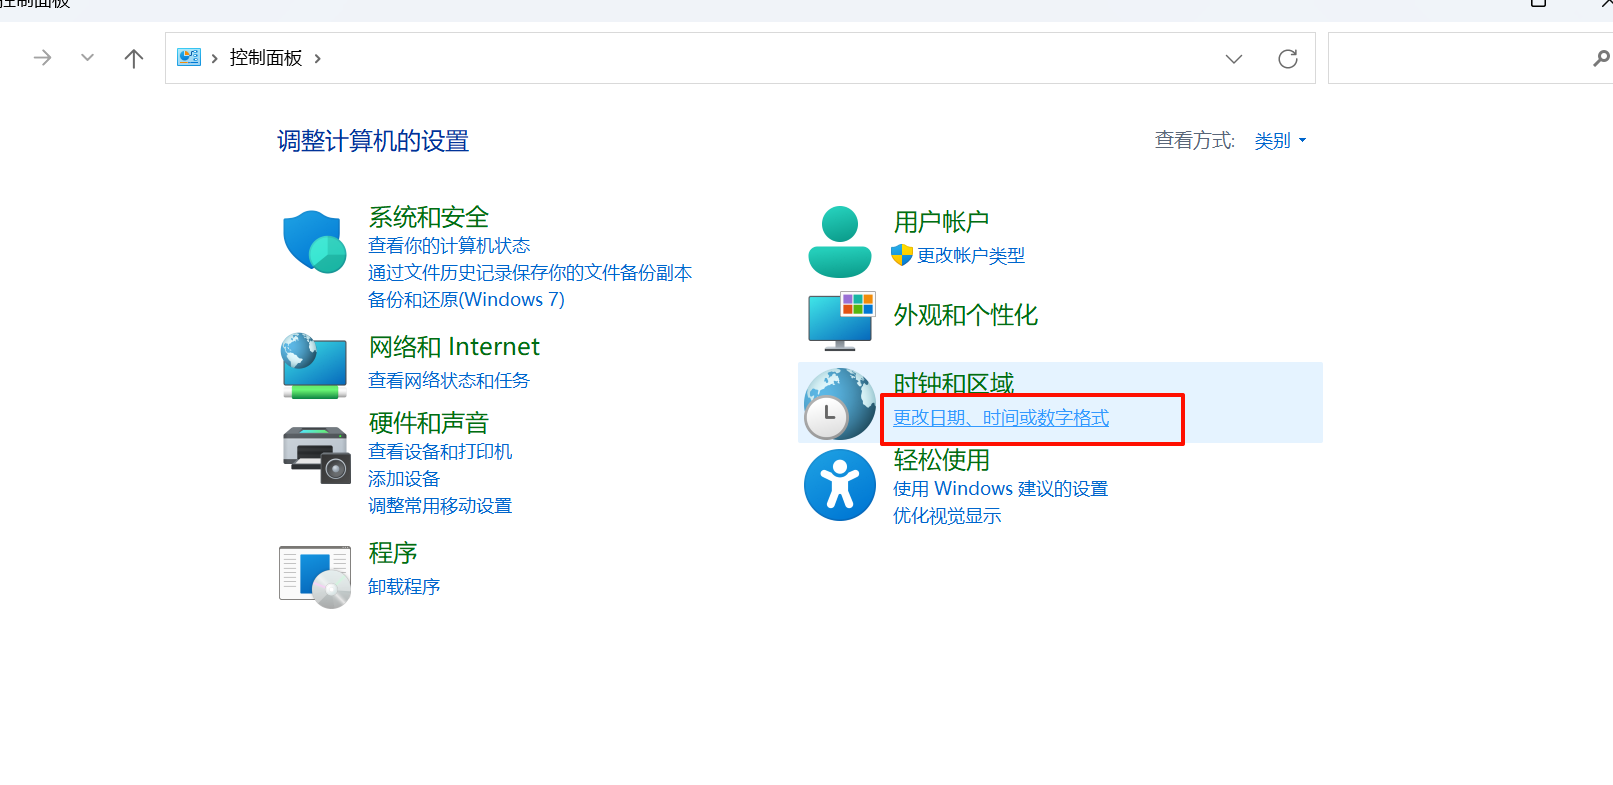 控制面板
控制面板
调整计算机的设置
查看方式: 类别
系统和安全
查看你的计算机状态
通过文件历史记录保存你的文件备份副本
备份和还原(Windows 7)
网络和 Internet
查看网络状态和任务
硬件和声音
查看设备和打印机
添加设备
调整常用移动设置
程序
卸载程序
用户帐户
更改帐户类型
外观和个性化
时钟和区域
更改日期、时间或数字格式
轻松使用
使用 Windows 建议的设置
优化视觉显示